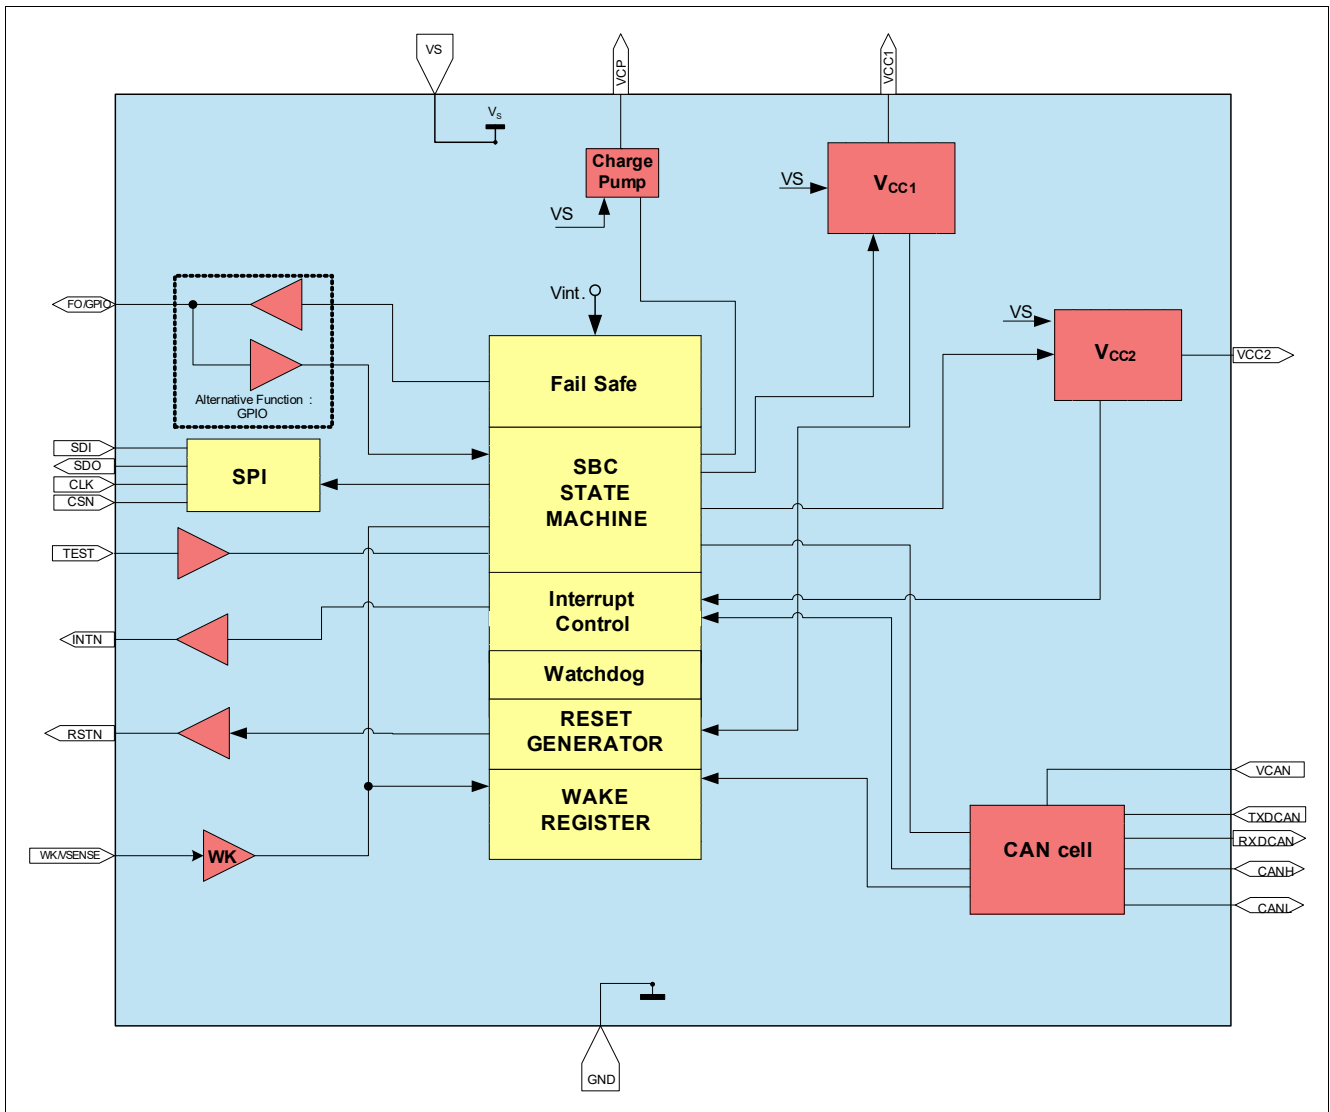 VS
VCP
VCC1
Vs
Charge
Pump
VS
VS
VCC1
Vint.
VS
VCC2
VCC2
FO/GPIO
Alternative Function :
GPIO
Fail Safe
SDI
SDO
CLK
CSN
SPI
SBC
STATE
MACHINE
TEST
Interrupt
Control
INTN
Watchdog
RSTN
RESET
GENERATOR
WAKE
REGISTER
WK/VSENSE
WK
VCAN
TXDCAN
RXDCAN
CANH
CANL
CAN cell
GND